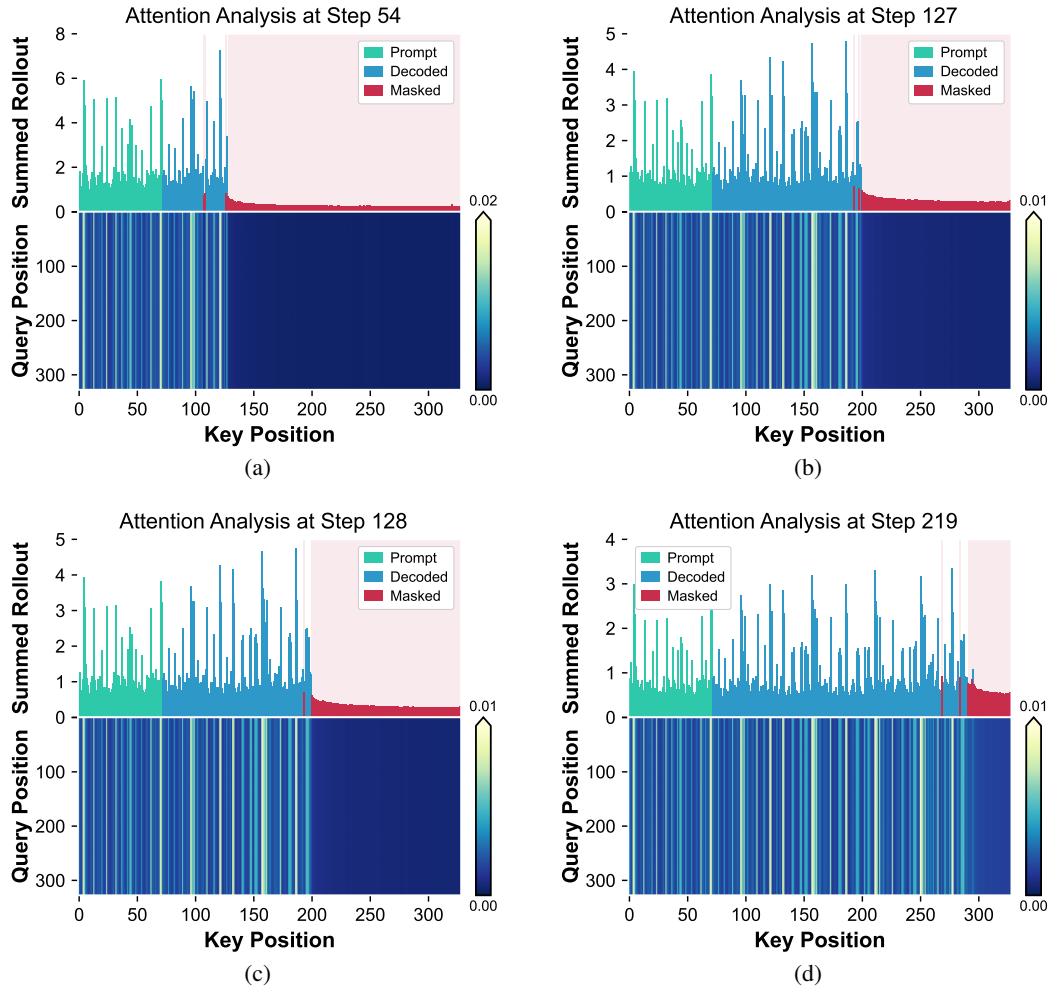 Attention Analysis at Step 54
8
6
4
2
0
Summed Rollout
Prompt
Decoded
Masked
100
200
300
Query Position
0 50 100 150 200 250 300
Key Position
0.02
0.00
(a)
Attention Analysis at Step 127
5
4
3
2
1
0
Summed Rollout
Prompt
Decoded
Masked
100
200
300
Query Position
0 50 100 150 200 250 300
Key Position
0.01
0.00
(b)
Attention Analysis at Step 128
5
4
3
2
1
0
Summed Rollout
Prompt
Decoded
Masked
100
200
300
Query Position
0 50 100 150 200 250 300
Key Position
0.01
0.00
(c)
Attention Analysis at Step 219
4
3
2
1
0
Summed Rollout
Prompt
Decoded
Masked
100
200
300
Query Position
0 50 100 150 200 250 300
Key Position
0.01
0.00
(d)